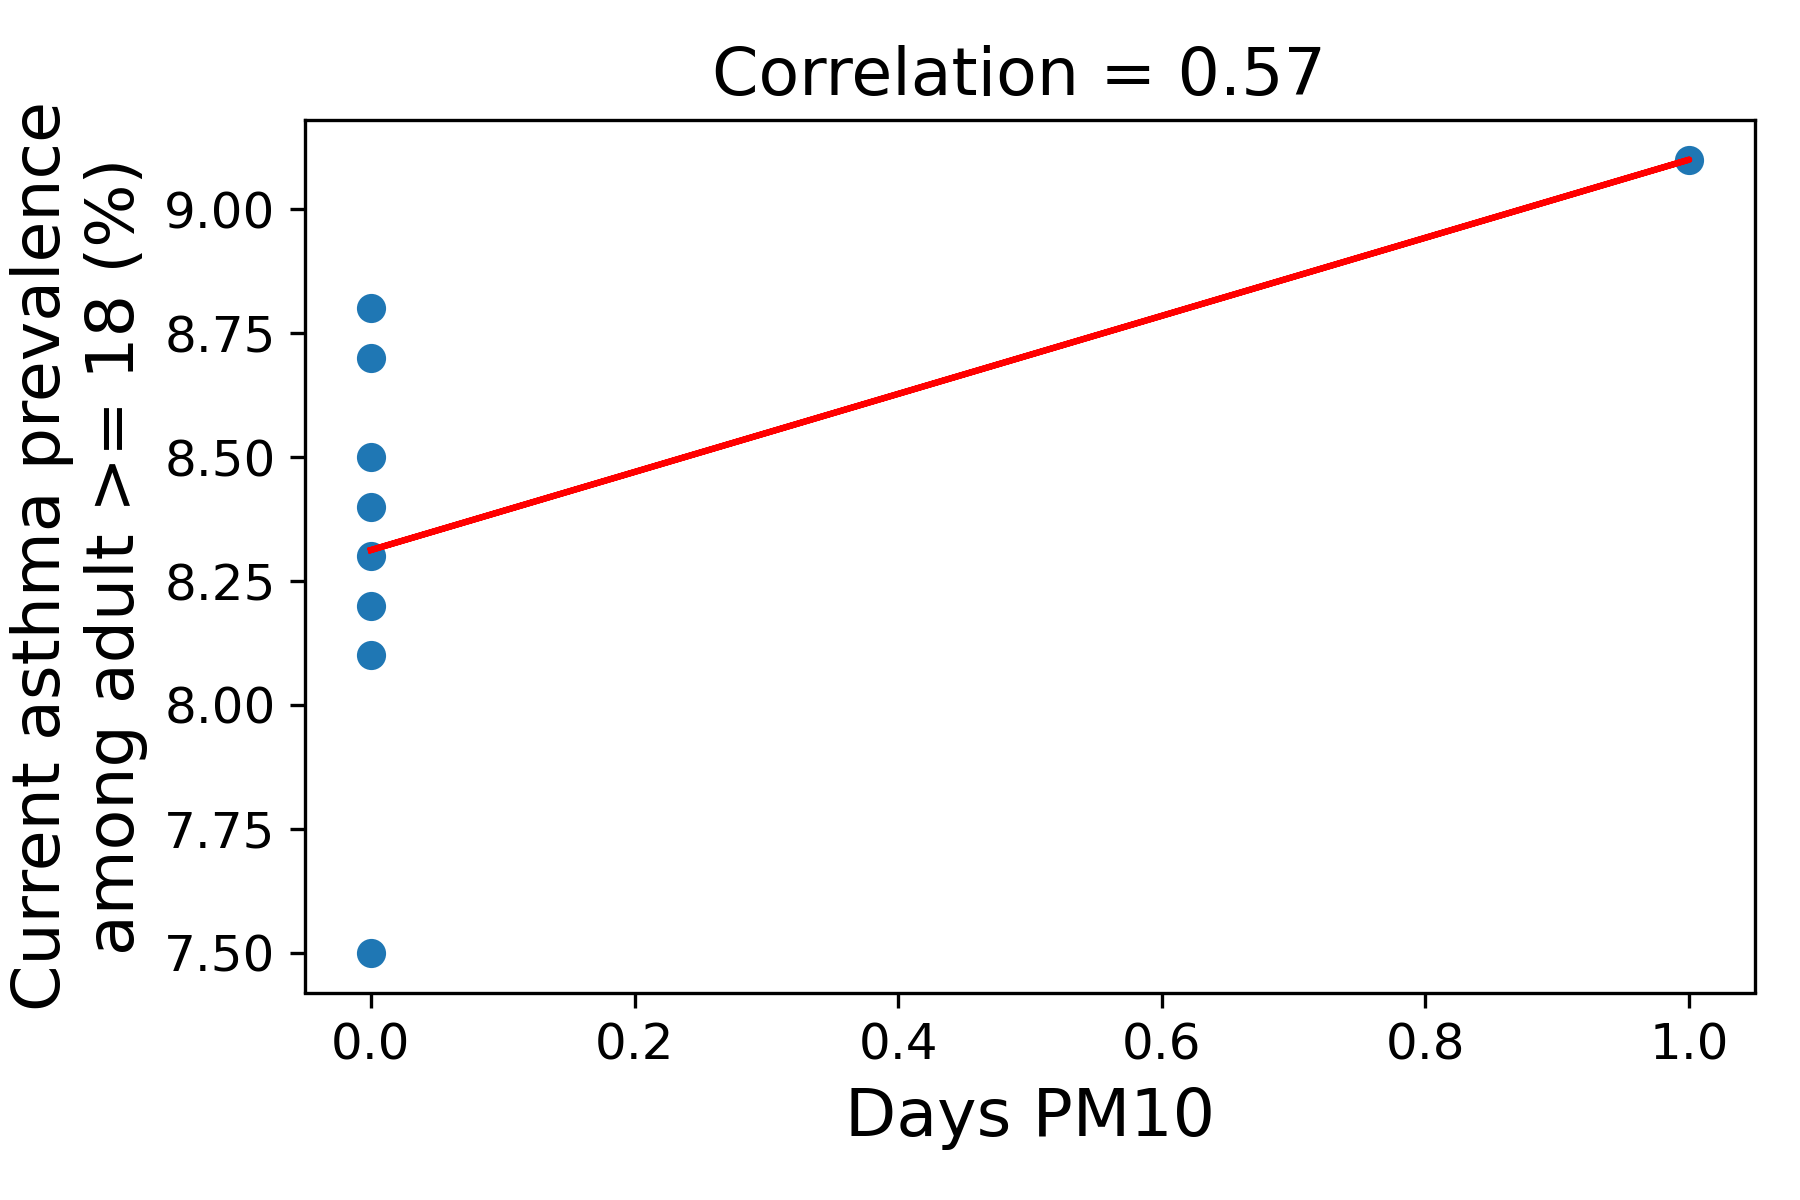 Correlation = 0.57
Current asthma prevalence
among adult >= 18 (%)
9.00
8.75
8.50
8.25
8.00
7.75
7.50
0.0 0.2 0.4 0.6 0.8 1.0
Days PM10